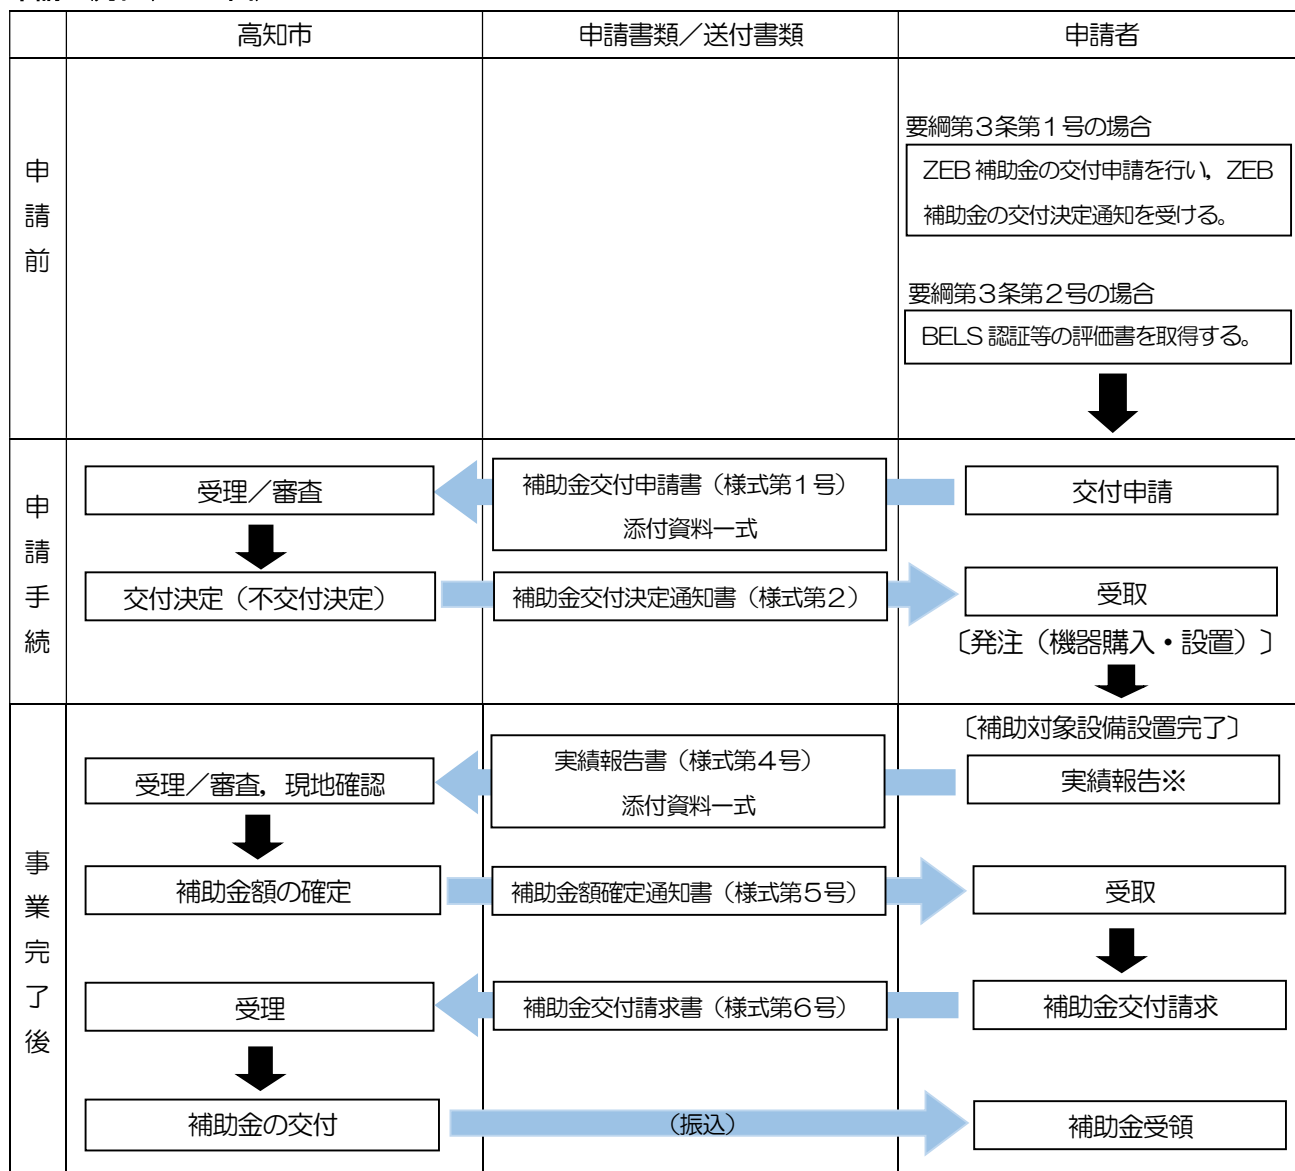 高知市
申請書類／送付書類
申請者
申請前
要綱第３条第１号の場合
ZEB 補助金の交付申請を行い，ZEB
補助金の交付決定通知を受ける。
要綱第３条第２号の場合
BELS 認証等の評価書を取得する。
申請手続
受理／審査
補助金交付申請書（様式第１号）
添付資料一式
交付申請
交付決定（不交付決定）
補助金交付決定通知書（様式第２）
受取
〔発注（機器購入・設置）〕
事業完了後
〔補助対象設備設置完了〕
受理／審査，現地確認
実績報告書（様式第４号）
添付資料一式
実績報告※
補助金額の確定
補助金額確定通知書（様式第５号）
受取
受理
補助金交付請求書（様式第６号）
補助金交付請求
補助金の交付
（振込）
補助金受領